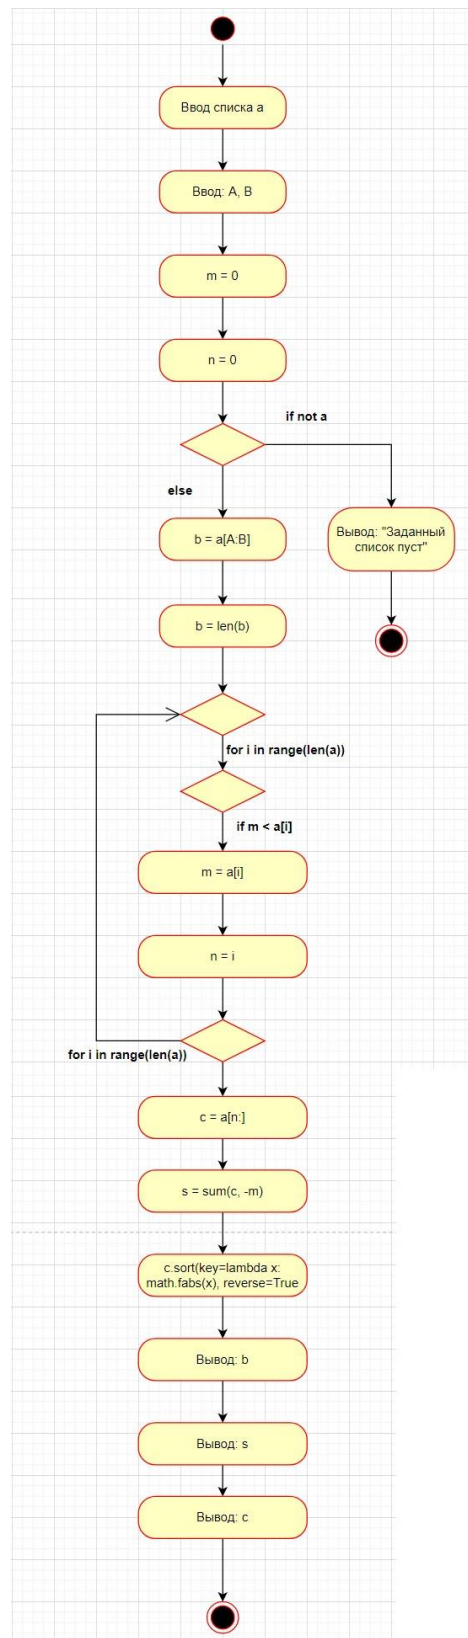 Ввод списка a
Ввод: A, B
m = 0
n = 0
if not a
else
Вывод: "Заданный
список пуст"
b = a[A:B]
b = len(b)
for i in range(len(a))
if m < a[i]
m = a[i]
n = i
for i in range(len(a))
c = a[n:]
s = sum(c, -m)
c.sort(key=lambda x:
math.fabs(x), reverse=True
Вывод: b
Вывод: s
Вывод: c